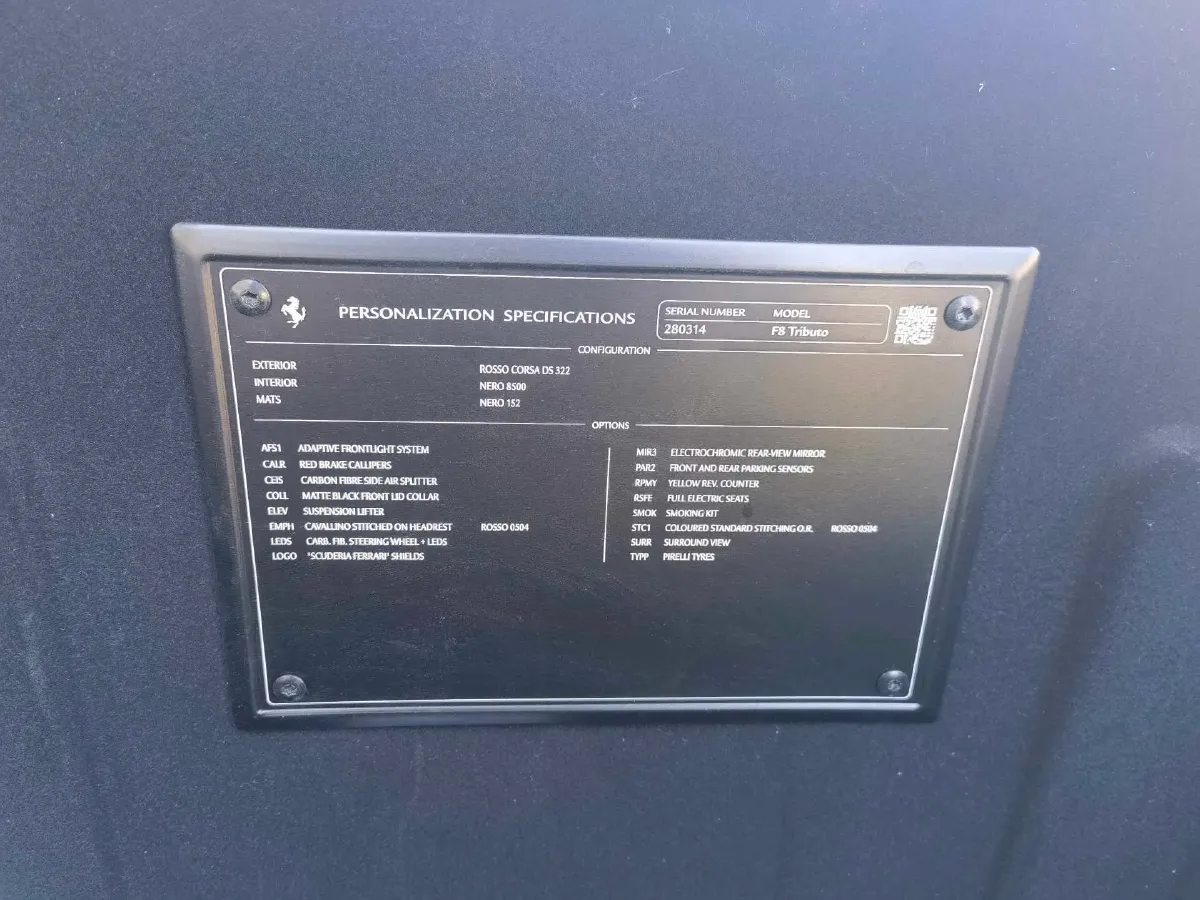 PERSONALIZATION SPECIFICATIONS
SERIAL NUMBER MODEL
280314 F8 Tributo
CONFIGURATION
EXTERIOR ROSSO CORSA DS 322
INTERIOR NERO 8500
MATS NERO 152
OPTIONS
AFS1 ADAPTIVE FRONTLIGHT SYSTEM
CALR RED BRAKE CALLIPERS
CEIS CARBON FIBRE SIDE AIR SPLITTER
COLL MATTE BLACK FRONT LID COLLAR
ELEV SUSPENSION LIFTER
EMPH CAVALLINO STITCHED ON HEADREST ROSSO 0504
LEDS CARB. FIB. STEERING WHEEL + LEDS
LOGO "SCUDERIA FERRARI" SHIELDS
MIR3 ELECTROCHROMIC REAR-VIEW MIRROR
PAR2 FRONT AND REAR PARKING SENSORS
RPMY YELLOW REV. COUNTER
RSFE FULL ELECTRIC SEATS
SMOK SMOKING KIT
STC1 COLOURED STANDARD STITCHING O.R. ROSSO 0504
SURR SURROUND VIEW
TYPP PIRELLI TYRES